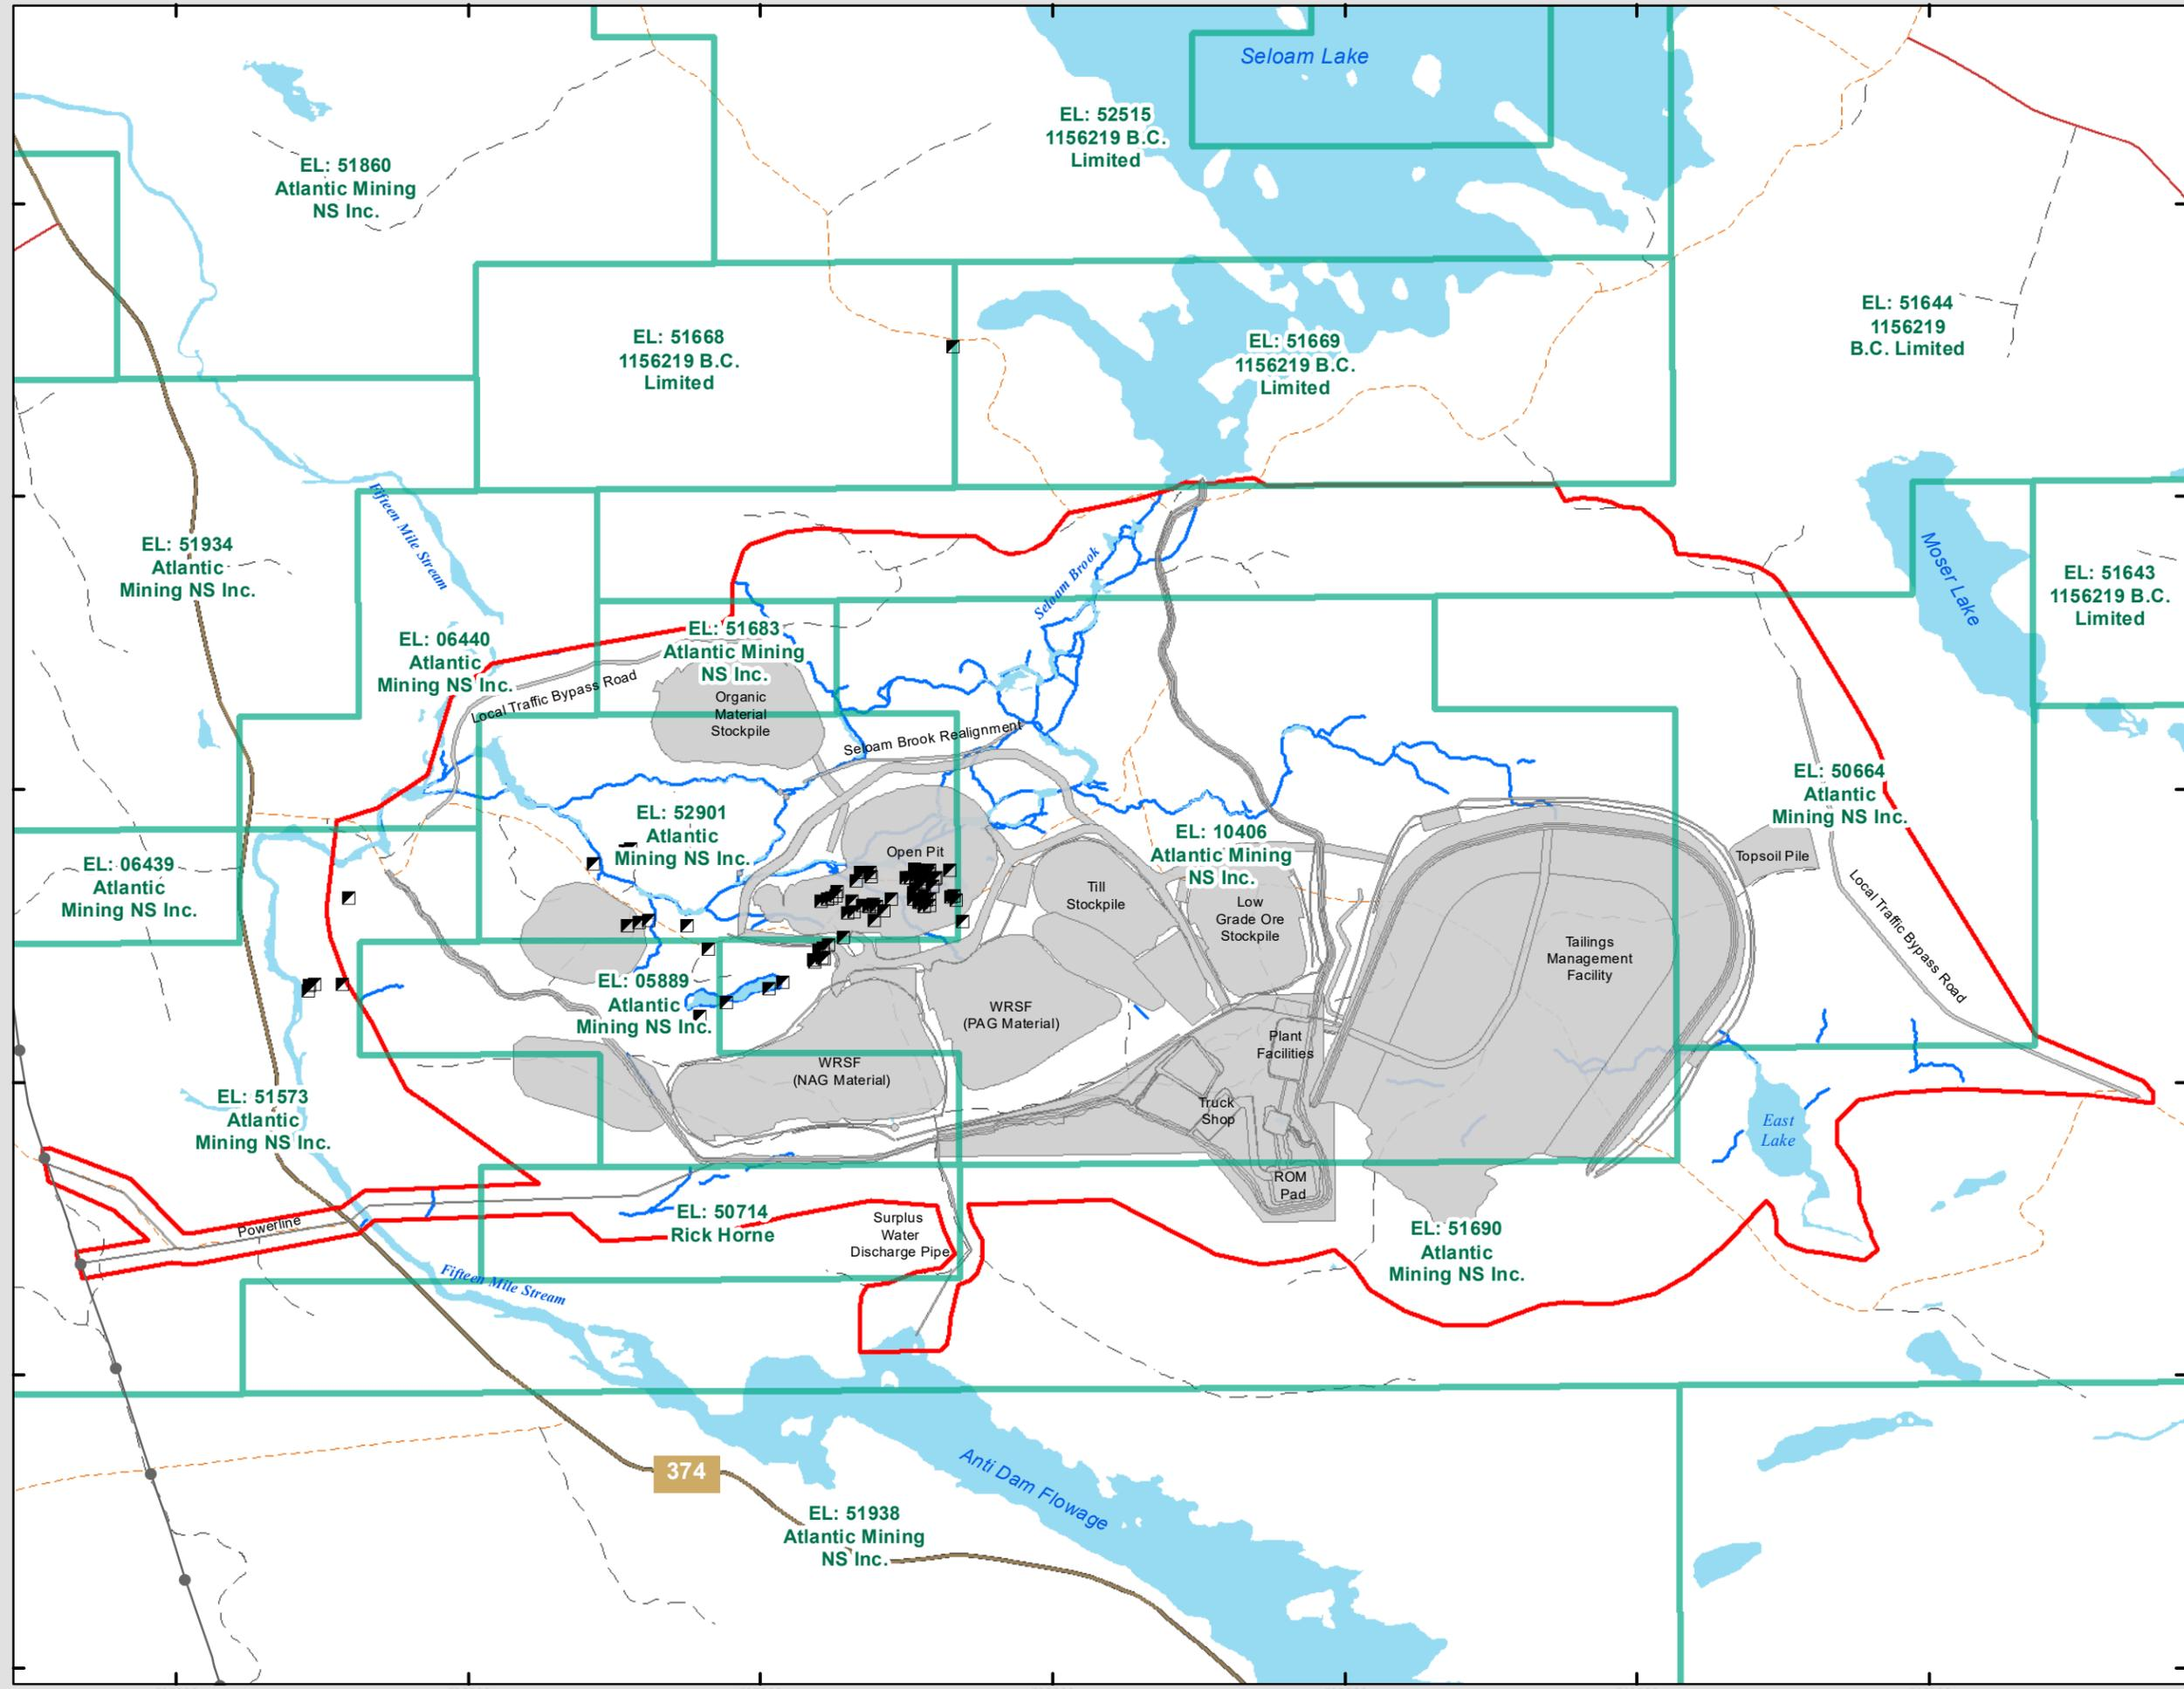 Seloam Lake
EL: 52515
1156219 B.C.
Limited
EL: 51860
Atlantic Mining
NS Inc.
EL: 51644
1156219
B.C. Limited
EL: 51668
1156219 B.C.
Limited
EL: 51669
1156219 B.C.
Limited
Fifteen Mile Stream
EL: 51934
Atlantic
Mining NS Inc.
Seloam Brook
Moser Lake
EL: 51643
1156219 B.C.
Limited
EL: 06440
Atlantic
Mining NS Inc.
EL: 51683
Atlantic Mining
NS Inc.
Local Traffic Bypass Road
Organic
Material
Stockpile
Seloam Brook Realignment
EL: 50664
Atlantic
Mining NS Inc.
EL: 52901
Atlantic
Mining NS Inc.
EL: 10406
Atlantic Mining
NS Inc.
Open Pit
Topsoil Pile
EL: 06439
Atlantic
Mining NS Inc.
Till
Stockpile
Low
Grade Ore
Stockpile
Local Traffic Bypass Road
Tailings
Management
Facility
EL: 05889
Atlantic
Mining NS Inc.
WRSF
(PAG Material)
Plant
Facilities
WRSF
(NAG Material)
EL: 51573
Atlantic
Mining NS Inc.
Truck
Shop
East
Lake
ROM
Pad
Powerline
EL: 50714
Rick Horne
Surplus
Water
Discharge Pipe
EL: 51690
Atlantic
Mining NS Inc.
Fifteen Mile Stream
374
Anti Dam Flowage
EL: 51938
Atlantic Mining
NS Inc.